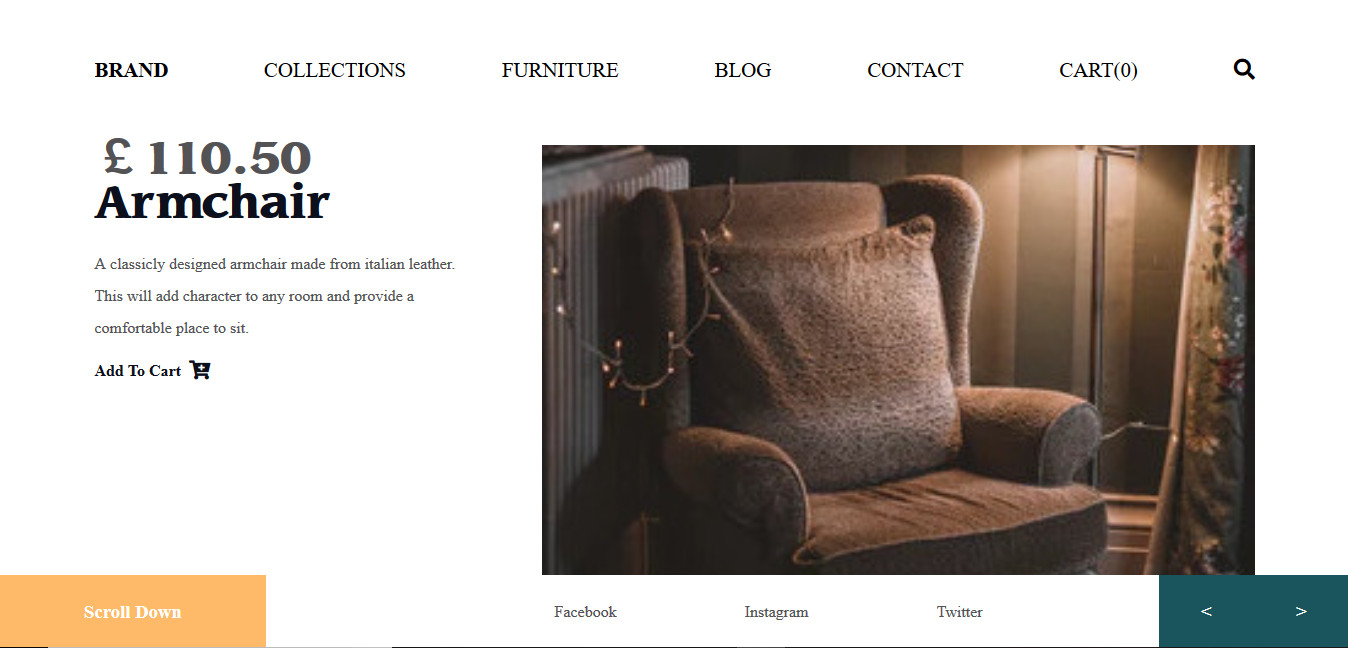 BRAND COLLECTIONS FURNITURE BLOG CONTACT CART(0)
£ 110.50
Armchair
A classicly designed armchair made from italian leather.
This will add character to any room and provide a
comfortable place to sit.
Add To Cart
Scroll Down Facebook Instagram Twitter < >